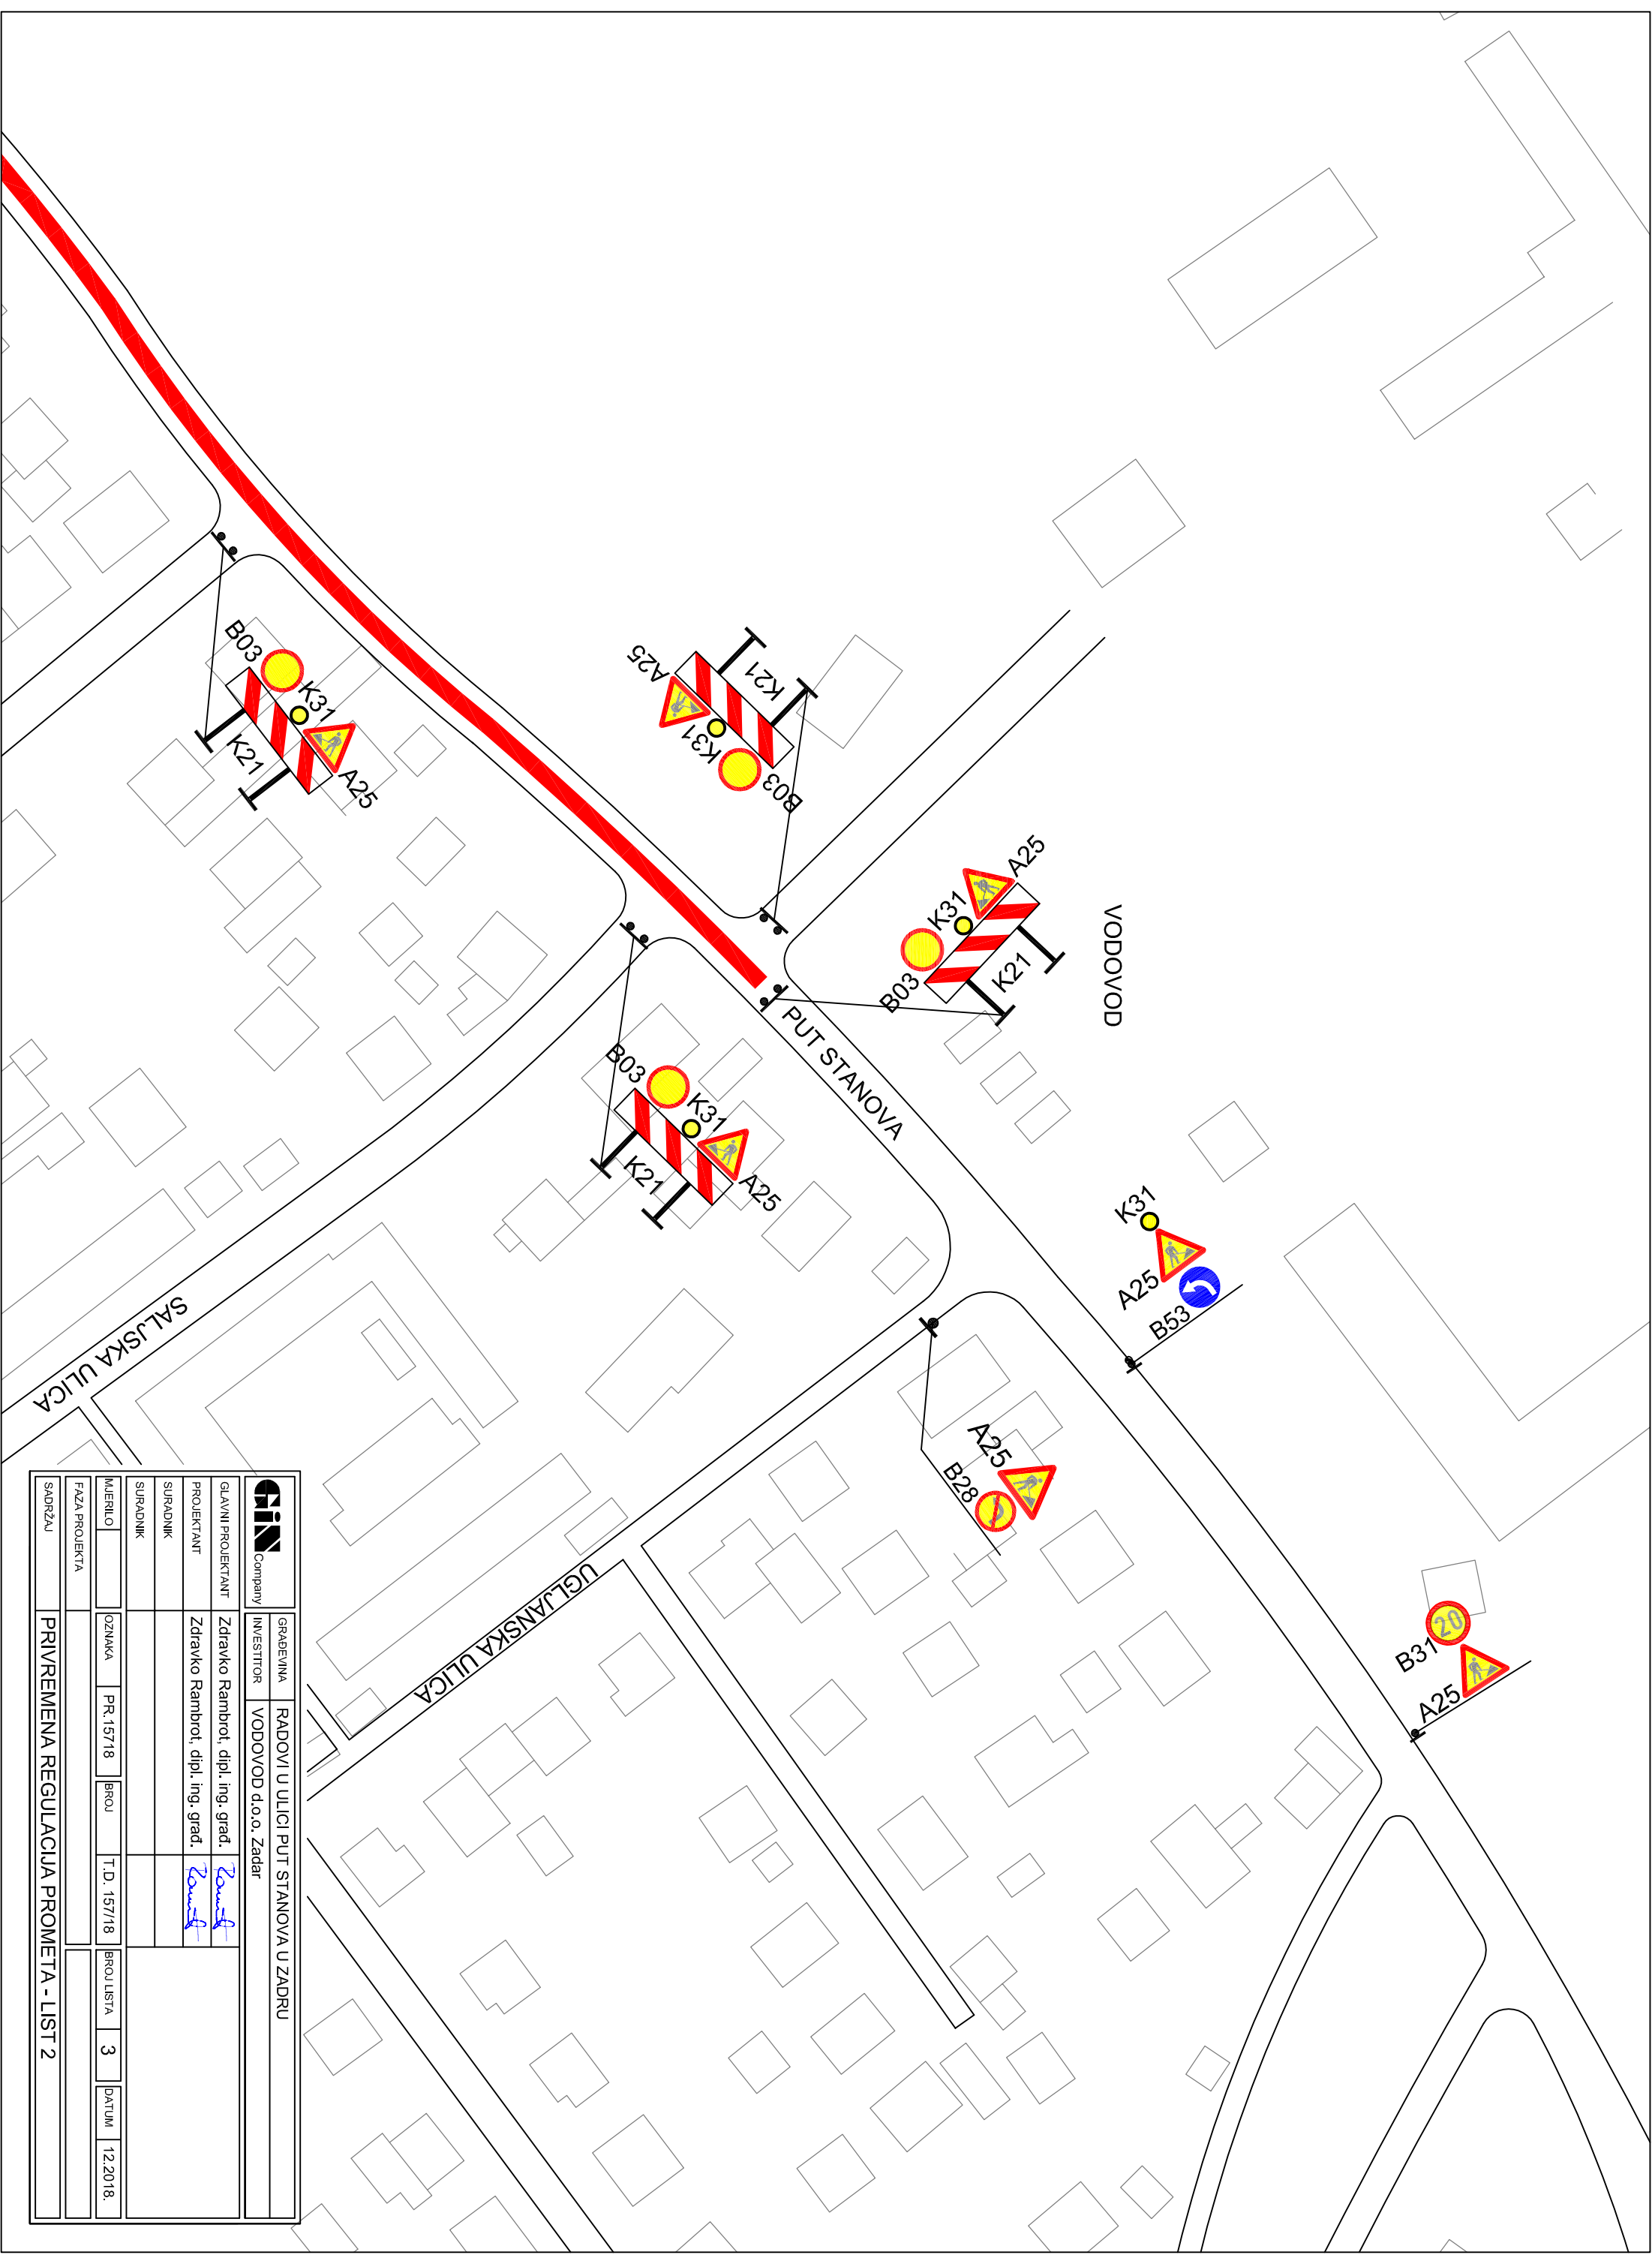 B03
K31
A25
K21
A25
K31
B03
K21
A25
K31
B03
K21
VODOVOD
PUT STANOVA
B03
K31
A25
K21
K31
A25
B53
A25
B28
B31
20
A25
SALJSKA ULICA
UGLJANSKA ULICA
GiN Company
GRAĐEVINA RADOVI U ULICI PUT STANOVA U ZADRU
INVESTITOR VODOVOD d.o.o. Zadar
GLAVNI PROJEKTANT Zdravko Rambrot, dipl. ing. građ.
PROJEKTANT Zdravko Rambrot, dipl. ing. građ.
SURADNIK
SURADNIK
MJERILO OZNAKA PR.15718 BROJ T.D. 157/18 BROJ LISTA 3 DATUM 12.2018.
FAZA PROJEKTA
SADRŽAJ PRIVREMENA REGULACIJA PROMETA - LIST 2